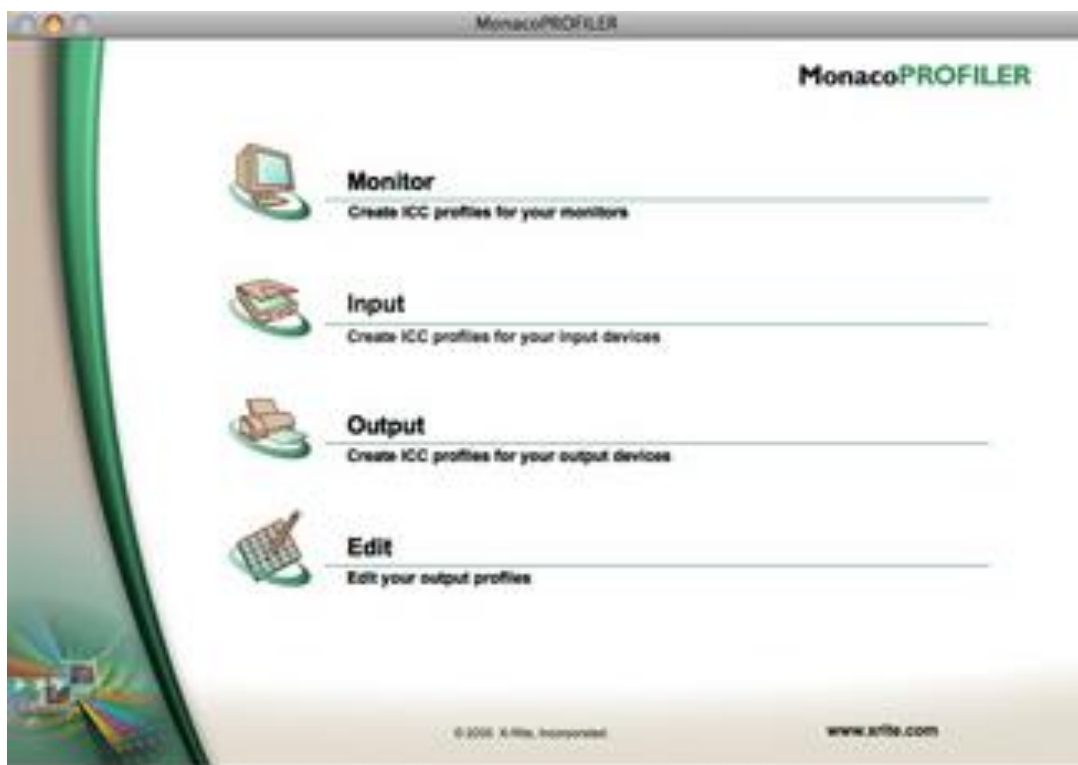 MonacoPROFILER
MonacoPROFILER
Monitor
Create ICC profiles for your monitors
Input
Create ICC profiles for your input devices
Output
Create ICC profiles for your output devices
Edit
Edit your output profiles
© X-Rite, Incorporated
www.xrite.com